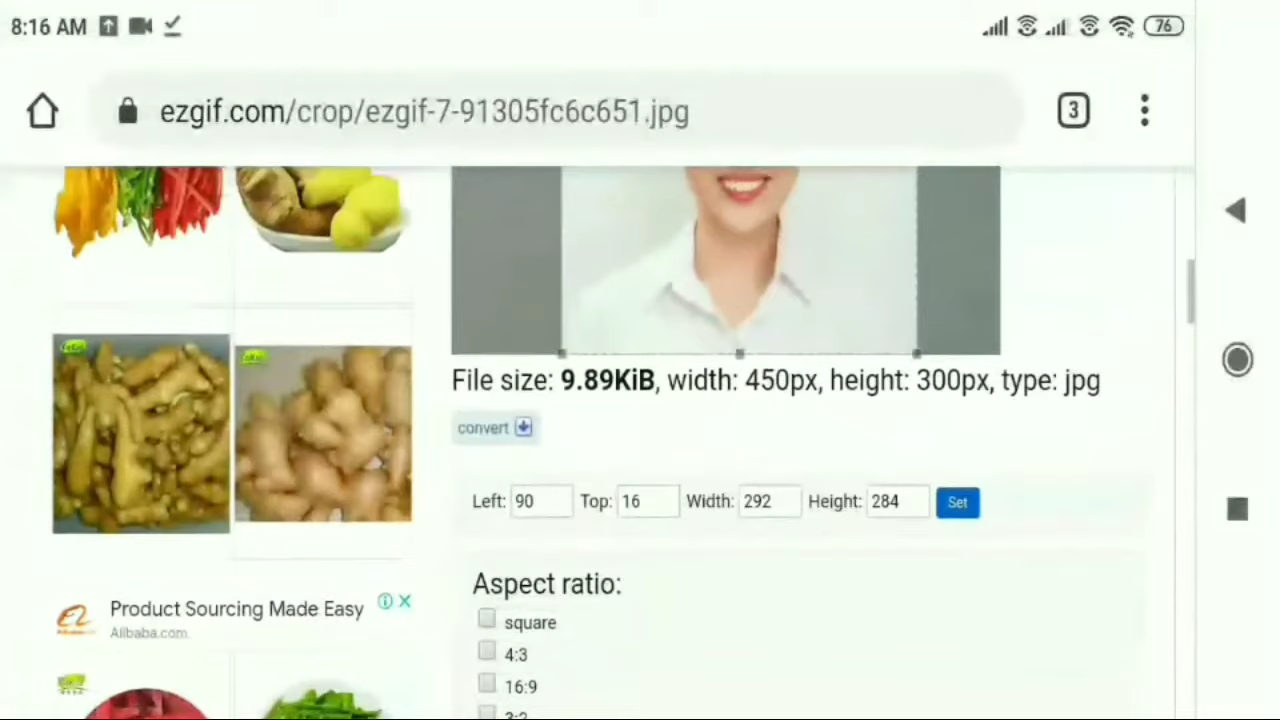 8:16 AM
76
ezgif.com/crop/ezgif-7-91305fc6c651.jpg
3
File size: 9.89KiB, width: 450px, height: 300px, type: jpg
convert
Left: 90 Top: 16 Width: 292 Height: 284 Set
Aspect ratio:
square
4:3
16:9
3:2
Product Sourcing Made Easy
Alibaba.com